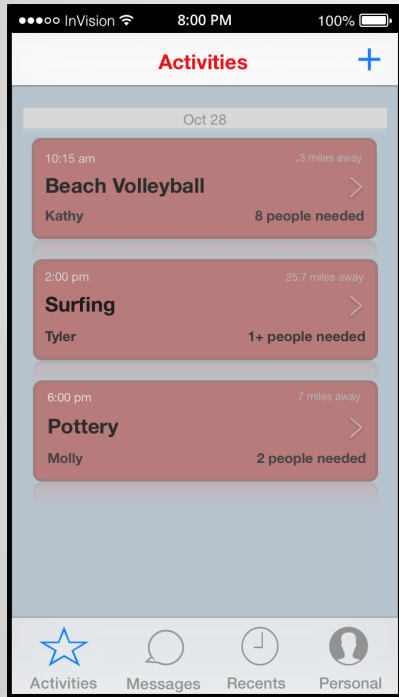 InVision 8:00 PM 100%
Activities +
Oct 28
10:15 am .3 miles away
Beach Volleyball
Kathy 8 people needed
2:00 pm 25.7 miles away
Surfing
Tyler 1+ people needed
6:00 pm 7 miles away
Pottery
Molly 2 people needed
Activities Messages Recents Personal